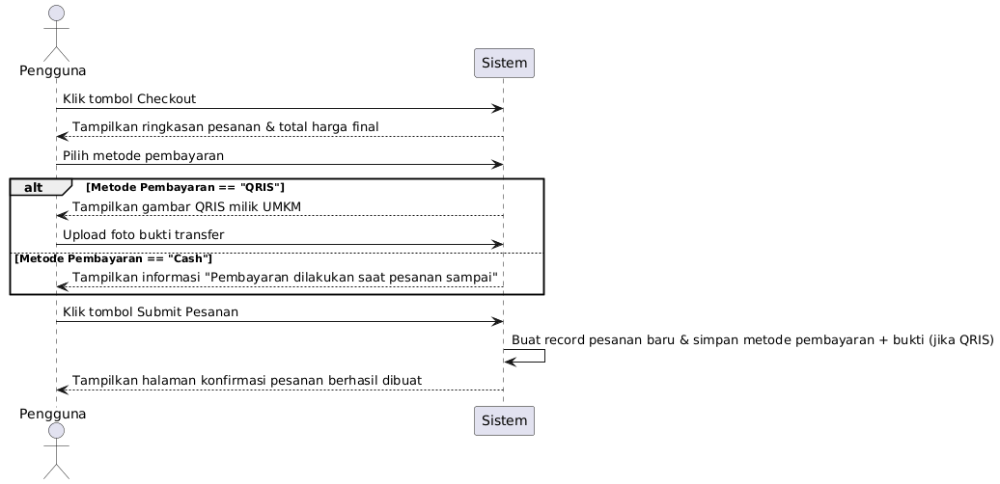 Pengguna
Sistem
Klik tombol Checkout
Tampilkan ringkasan pesanan & total harga final
Pilih metode pembayaran
alt [Metode Pembayaran == "QRIS"]
Tampilkan gambar QRIS milik UMKM
Upload foto bukti transfer
[Metode Pembayaran == "Cash"]
Tampilkan informasi "Pembayaran dilakukan saat pesanan sampai"
Klik tombol Submit Pesanan
Buat record pesanan baru & simpan metode pembayaran + bukti (jika QRIS)
Tampilkan halaman konfirmasi pesanan berhasil dibuat
Pengguna
Sistem